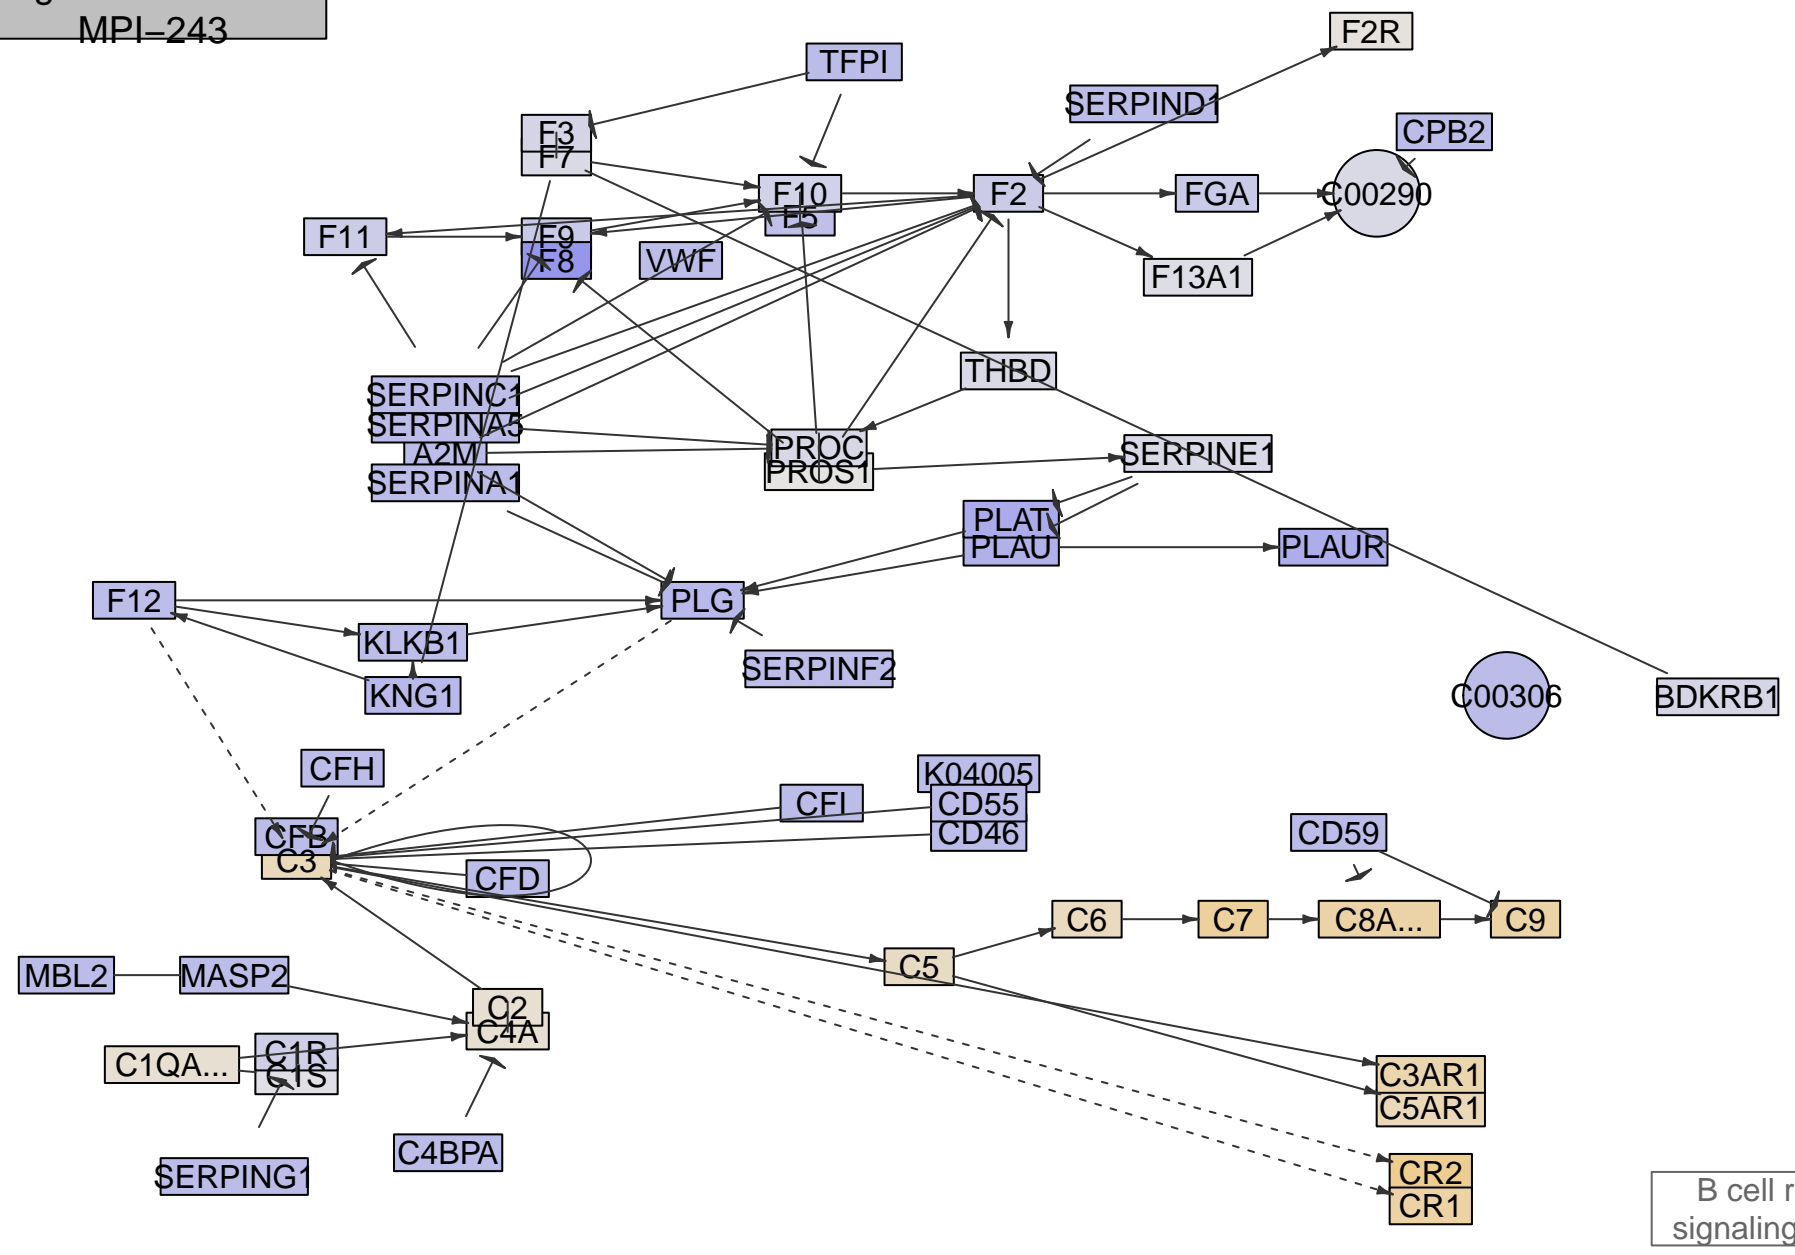 MPI–243
F2R
TFPI
SERPIND1
CPB2
F3
F7
F10
F5
F2
FGA
C00290
F11
F9
F8
VWF
F13A1
THBD
SERPINC1
SERPINA5
A2M
SERPINA1
PROC
PROS1
SERPINE1
PLAT
PLAU
PLAUR
F12
PLG
KLKB1
SERPINF2
KNG1
C00306
BDKRB1
CFH
K04005
CFI
CD55
CD46
CFB
C3
CFD
CD59
C6
C7
C8A...
C9
C5
MBL2
MASP2
C2
C4A
C1QA...
C1R
C1S
C3AR1
C5AR1
C4BPA
SERPING1
CR2
CR1
B cell r
signaling